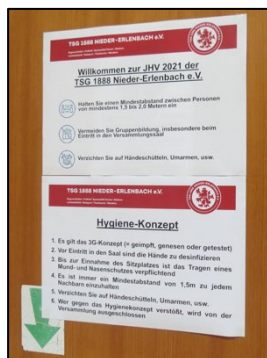 TSG 1888 NIEDER-ERLENBACH e.V.
Willkommen zur JHV 2021 der
TSG 1888 Nieder-Erlenbach e.V.
Halten Sie einen Mindestabstand zwischen Personen
von mindestens 1,5 bis 2,0 Metern ein
Vermeiden Sie Gruppenbildung, insbesondere beim
Eintritt in den Versammlungssaal
Verzichten Sie auf Händeschütteln, Umarmen, usw.
TSG 1888 NIEDER-ERLENBACH e.V.
Hygiene-Konzept
1. Es gilt das 3G-Konzept (= geimpft, genesen oder getestet)
2. Vor Eintritt in den Saal sind die Hände zu desinfizieren
3. Bis zur Einnahme des Sitzplatzes ist das Tragen eines
Mund- und Nasenschutzes verpflichtend
4. Es ist immer ein Mindestabstand von 1,5m zu jedem
Nachbarn einzuhalten
5. Verzichten Sie auf Händeschütteln, Umarmen, usw.
6. Wer gegen das Hygienekonzept verstößt, wird von der
Versammlung ausgeschlossen